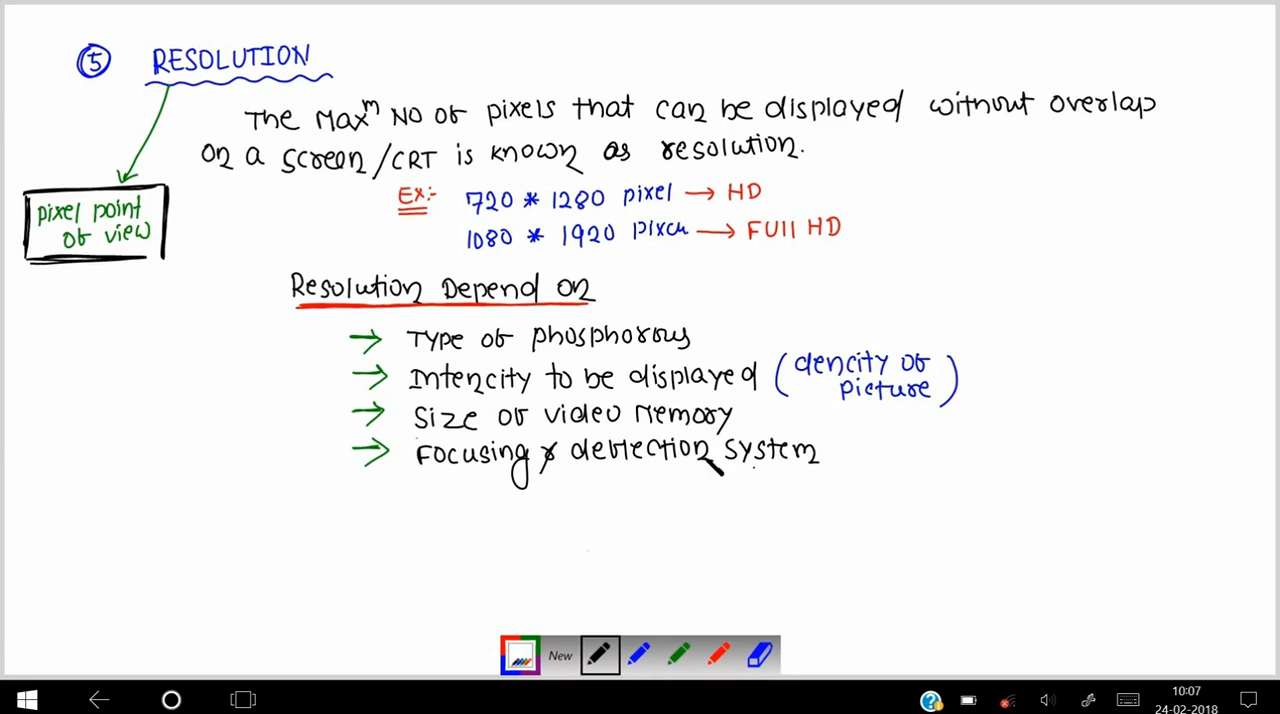 5 RESOLUTION
The Maxᵐ NO of pixels that can be displayed without overlap
on a screen/CRT is known as resolution.
pixel point
of view
Ex:- 720 * 1280 pixel → HD
1080 * 1920 pixel → FUll HD
Resolution Depend on
→ Type of phosphorous
→ Intencity to be displayed (dencity of
picture)
→ Size of video Memory
→ Focusing & deflection system
New
10:07
24-02-2018